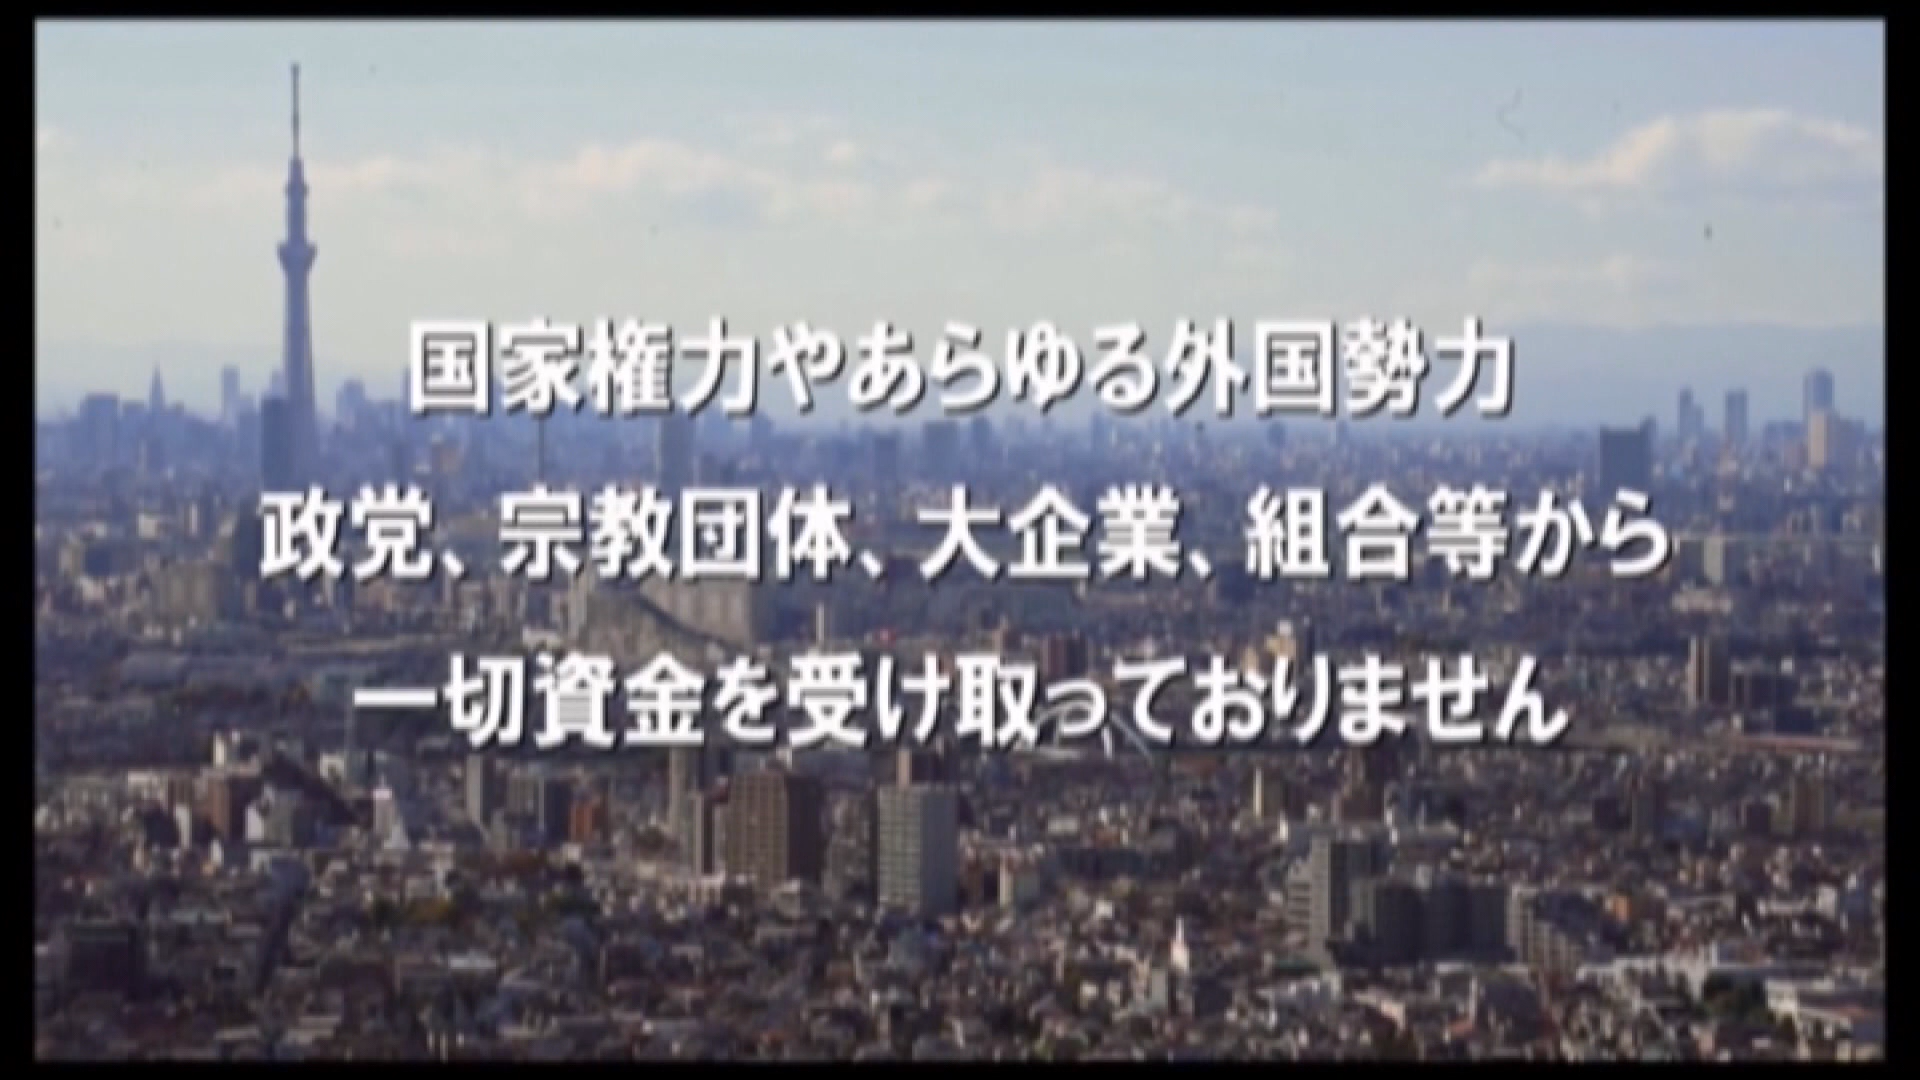 国家権力やあらゆる外国勢力
政党、宗教団体、大企業、組合等から
一切資金を受け取っておりません